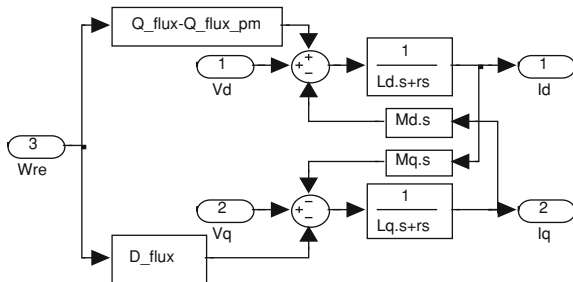 Q_flux-Q_flux_pm
1
Vd
+
+
−
1
Ld.s+rs
1
Id
Md.s
3
Wre
Mq.s
2
Vq
−
+
−
1
Lq.s+rs
2
Iq
D_flux